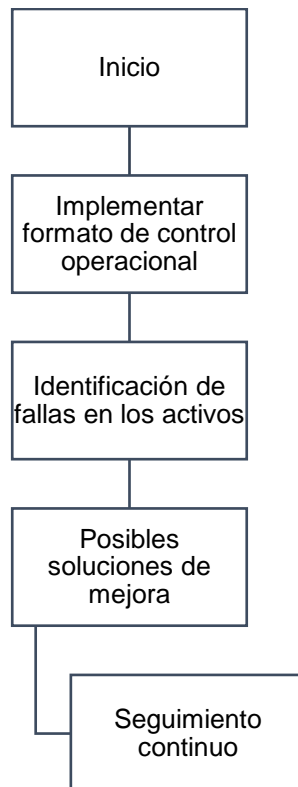 Inicio
Implementar
formato de control
operacional
Identificación de
fallas en los activos
Posibles
soluciones de
mejora
Seguimiento
continuo